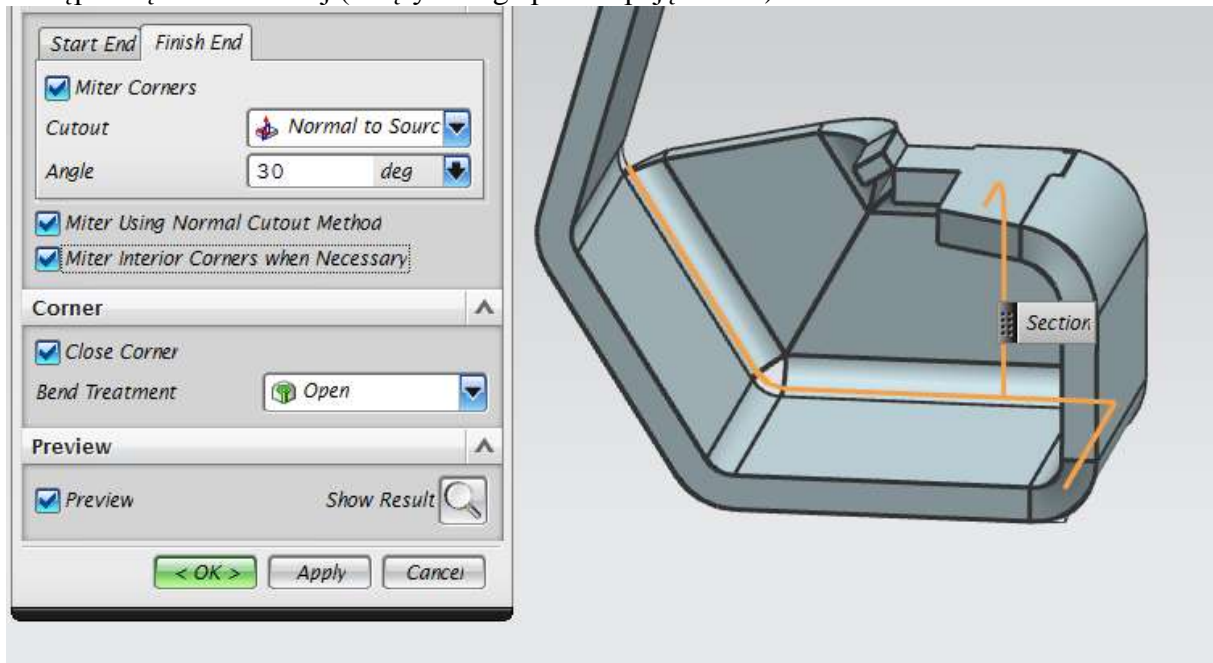 Start End Finish End
Miter Corners
Cutout Normal to Sourc
Angle 30 deg
Miter Using Normal Cutout Method
Miter Interior Corners when Necessary
Corner
Close Corner
Bend Treatment Open
Preview
Preview Show Result
< OK > Apply Cancel
Section